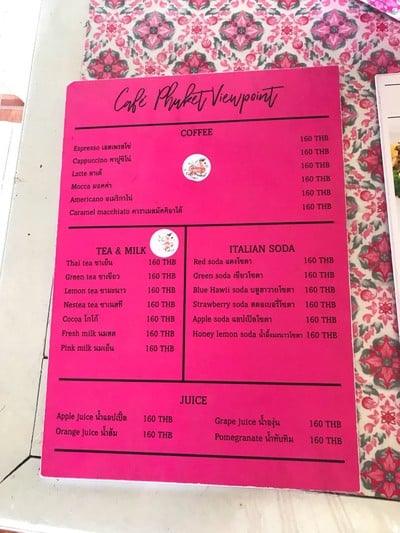 Café Phuket Viewpoint
COFFEE
Espresso เอสเพรสโซ่ 160 THB
Cappuccino คาปูชิโน่ 160 THB
Latte ลาเต้ 160 THB
Mocca มอคค่า 160 THB
Americano อเมริกาโน่ 160 THB
Caramel macchiato คาราเมลมัคคิอาโต้ 160 THB
TEA & MILK
Thai tea ชาเย็น 160 THB
Green tea ชาเขียว 160 THB
Lemon tea ชามะนาว 160 THB
Nestea tea ชาเนสที 160 THB
Cocoa โกโก้ 160 THB
Fresh milk นมสด 160 THB
Pink milk นมเย็น 160 THB
ITALIAN SODA
Red soda แดงโซดา 160 THB
Green soda เขียวโซดา 160 THB
Blue Hawii soda บลูฮาวายโซดา 160 THB
Strawberry soda สตอเบอรี่โซดา 160 THB
Apple soda แอปเปิ้ลโซดา 160 THB
Honey lemon soda น้ำผึ้งมะนาวโซดา 160 THB
JUICE
Apple juice น้ำแอปเปิ้ล 160 THB
Orange juice น้ำส้ม 160 THB
Grape juice น้ำองุ่น 160 THB
Pomegranate น้ำทับทิม 160 THB